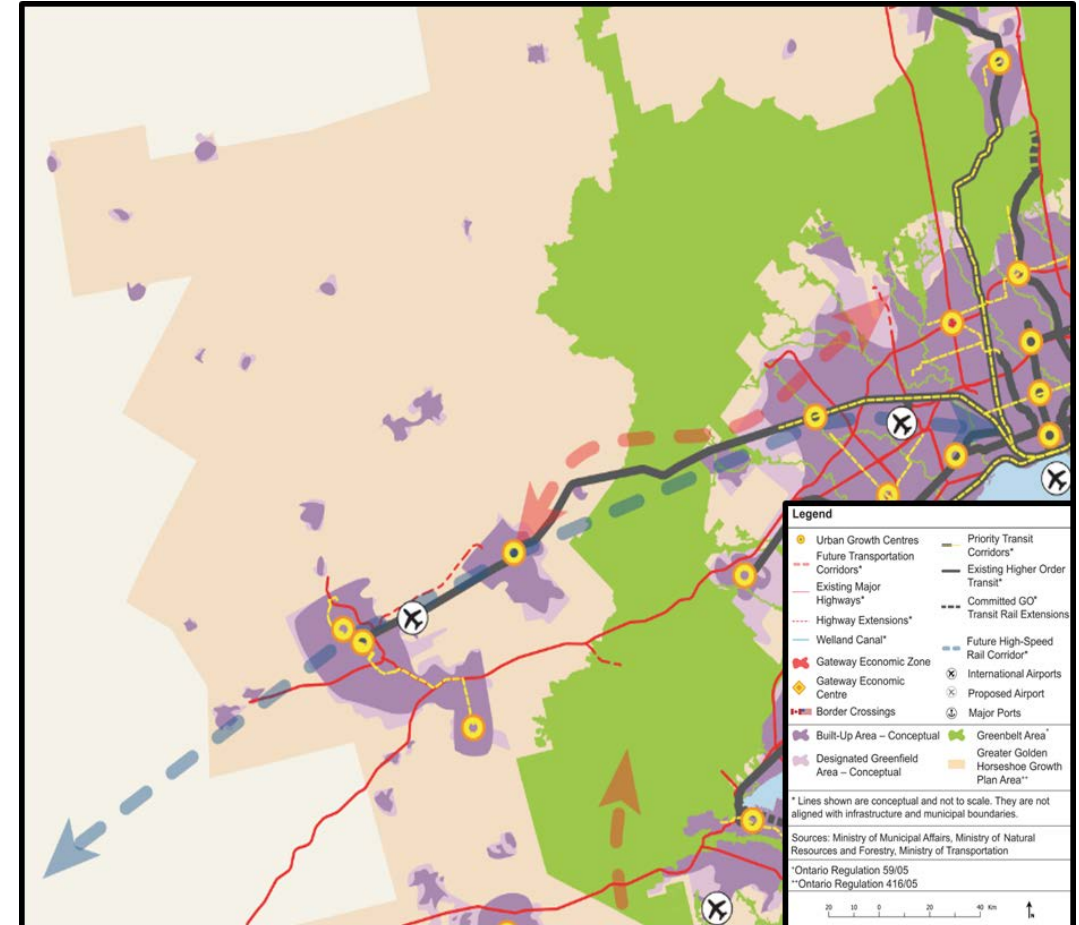 Legend
Urban Growth Centres
Future Transportation
Corridors*
Existing Major
Highways*
Highway Extensions*
Welland Canal*
Gateway Economic Zone
Gateway Economic
Centre
Border Crossings
Priority Transit
Corridors*
Existing Higher Order
Transit*
Committed GO*
Transit Rail Extensions
Future High-Speed
Rail Corridor*
International Airports
Proposed Airport
Major Ports
Built-Up Area – Conceptual
Designated Greenfield
Area – Conceptual
Greenbelt Area*
Greater Golden
Horseshoe Growth
Plan Area**
* Lines shown are conceptual and not to scale. They are not
aligned with infrastructure and municipal boundaries.
Sources: Ministry of Municipal Affairs, Ministry of Natural
Resources and Forestry, Ministry of Transportation
*Ontario Regulation 59/05
**Ontario Regulation 416/05
20 10 0 20 40 Km
N